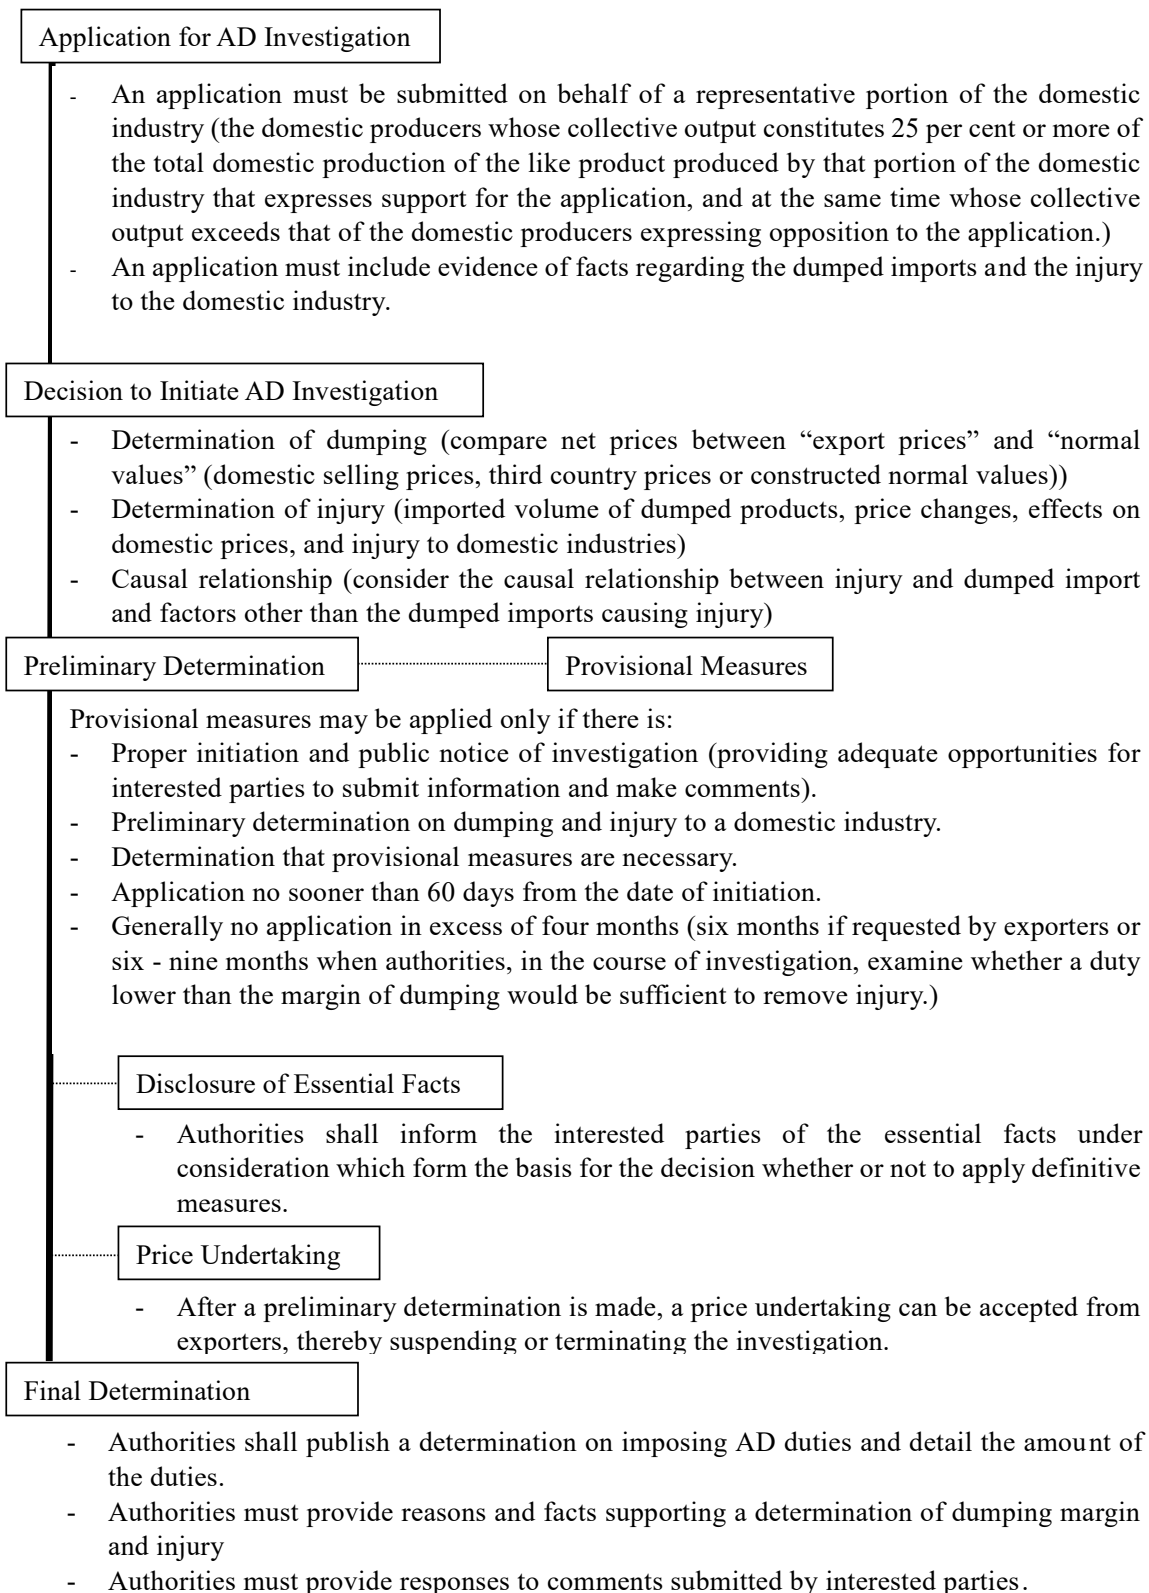 Application for AD Investigation
- An application must be submitted on behalf of a representative portion of the domestic
industry (the domestic producers whose collective output constitutes 25 per cent or more of
the total domestic production of the like product produced by that portion of the domestic
industry that expresses support for the application, and at the same time whose collective
output exceeds that of the domestic producers expressing opposition to the application.)
- An application must include evidence of facts regarding the dumped imports and the injury
to the domestic industry.
Decision to Initiate AD Investigation
- Determination of dumping (compare net prices between “export prices” and “normal
values” (domestic selling prices, third country prices or constructed normal values))
- Determination of injury (imported volume of dumped products, price changes, effects on
domestic prices, and injury to domestic industries)
- Causal relationship (consider the causal relationship between injury and dumped import
and factors other than the dumped imports causing injury)
Preliminary Determination
Provisional Measures
Provisional measures may be applied only if there is:
- Proper initiation and public notice of investigation (providing adequate opportunities for
interested parties to submit information and make comments).
- Preliminary determination on dumping and injury to a domestic industry.
- Determination that provisional measures are necessary.
- Application no sooner than 60 days from the date of initiation.
- Generally no application in excess of four months (six months if requested by exporters or
six - nine months when authorities, in the course of investigation, examine whether a duty
lower than the margin of dumping would be sufficient to remove injury.)
Disclosure of Essential Facts
- Authorities shall inform the interested parties of the essential facts under
consideration which form the basis for the decision whether or not to apply definitive
measures.
Price Undertaking
- After a preliminary determination is made, a price undertaking can be accepted from
exporters, thereby suspending or terminating the investigation.
Final Determination
- Authorities shall publish a determination on imposing AD duties and detail the amount of
the duties.
- Authorities must provide reasons and facts supporting a determination of dumping margin
and injury
- Authorities must provide responses to comments submitted by interested parties.